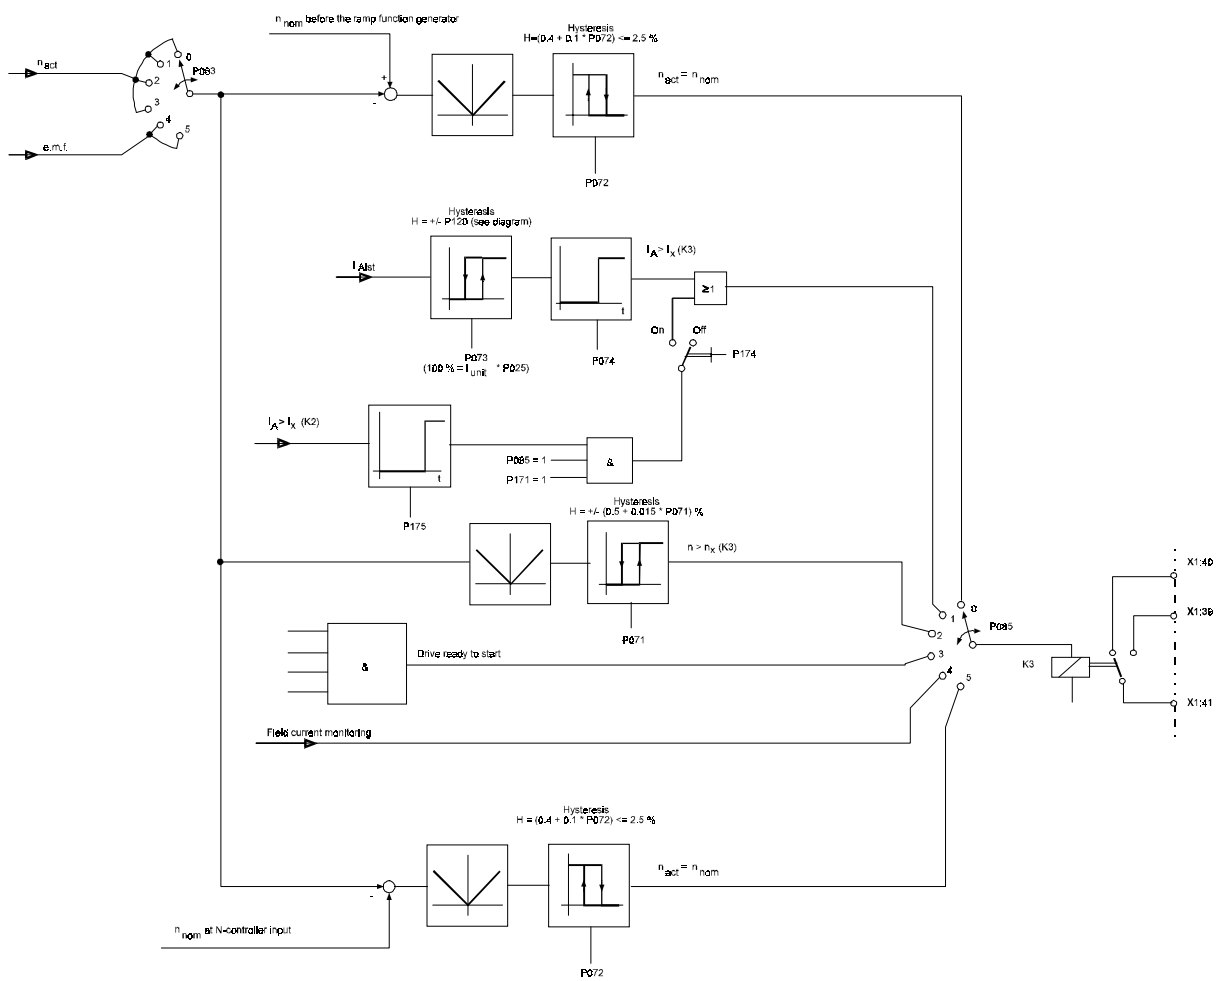 n nom before the ramp function generator
Hysteresis
H=(0.4 + 0.1 * P072) <= 2.5 %
n act
0
1
P083
2
3
4
5
e.m.f.
+
-
n act = n nom
P072
Hysteresis
H = +/- P120 (see diagram)
I AIst
I A > I x (K3)
t
≥1
On
Off
P174
P073
(100 % = I unit * P025)
P074
I A > I x (K2)
t
P085 = 1
&
P171 = 1
P175
Hysteresis
H = +/- (0.5 + 0.015 * P071) %
n > n x (K3)
P071
X1:40
0
1
X1:39
P085
2
&
Drive ready to start
3
K3
4
5
X1:41
Field current monitoring
Hysteresis
H = (0.4 + 0.1 * P072) <= 2.5 %
n act = n nom
-
n nom at N-controller input
P072